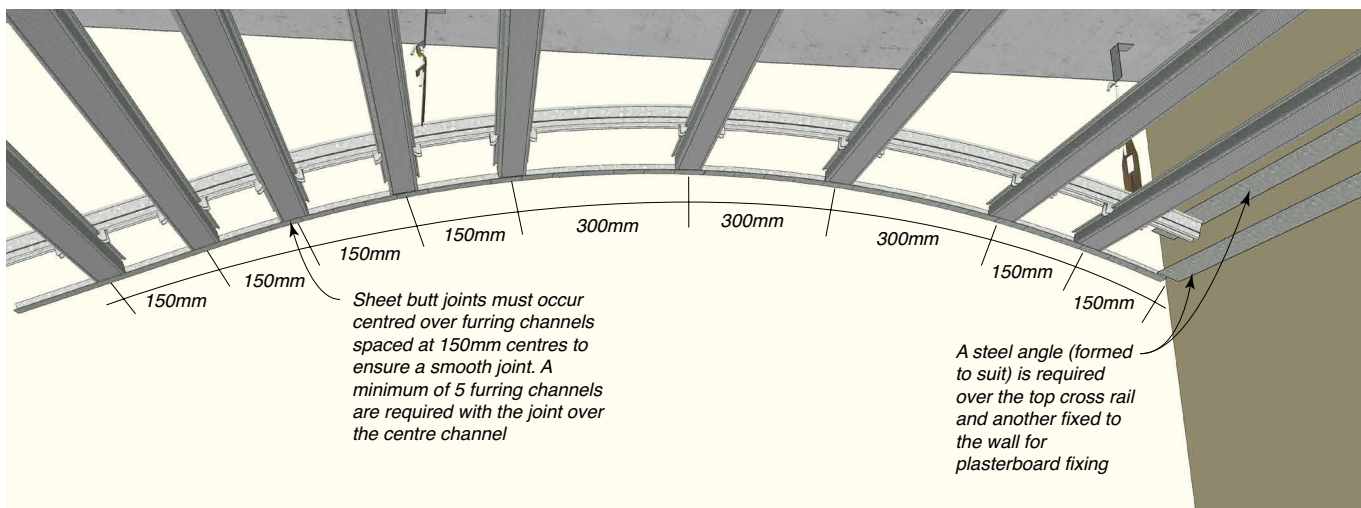 150mm
150mm
150mm
150mm
300mm
300mm
300mm
150mm
150mm
Sheet butt joints must occur
centred over furring channels
spaced at 150mm centres to
ensure a smooth joint. A
minimum of 5 furring channels
are required with the joint over
the centre channel
A steel angle (formed
to suit) is required
over the top cross rail
and another fixed to
the wall for
plasterboard fixing